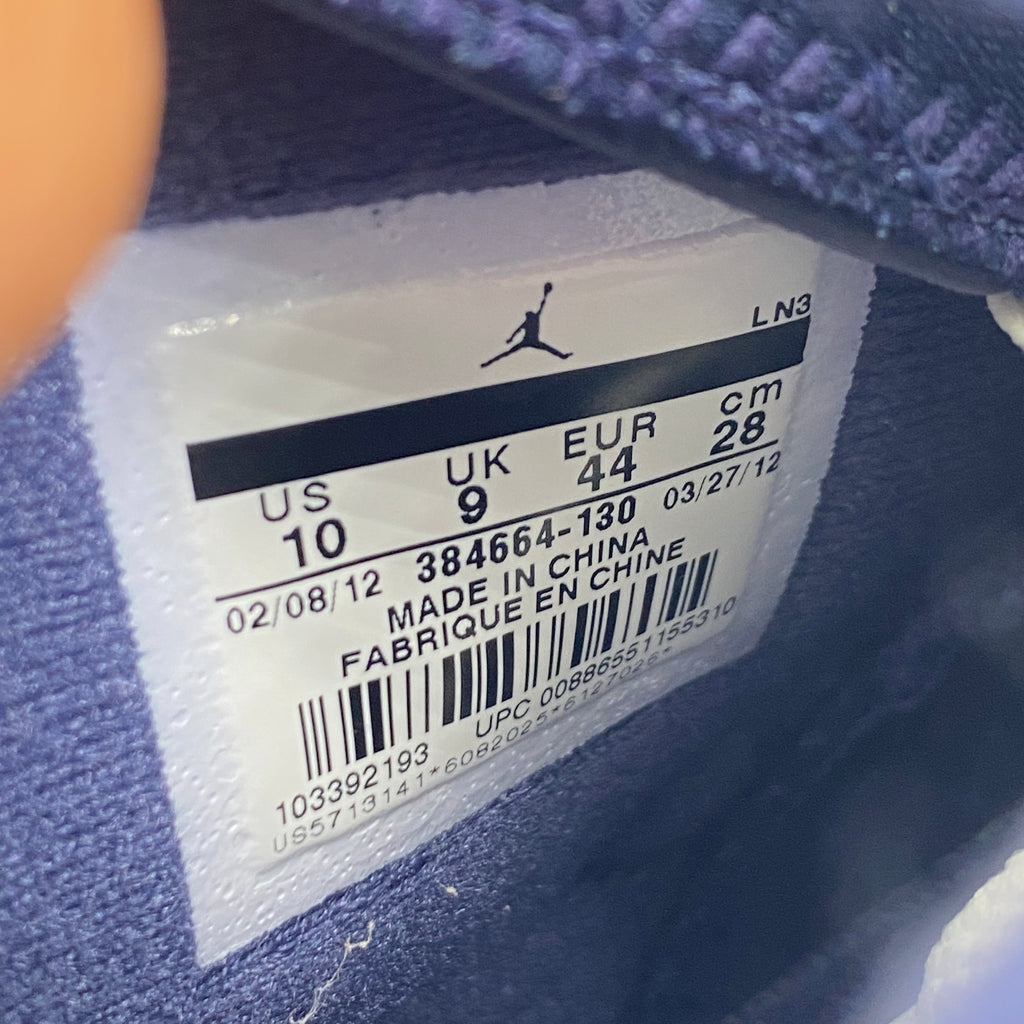 LN3
US UK EUR cm
10 9 44 28
02/08/12 384664-130 03/27/12
MADE IN CHINA
FABRIQUE EN CHINE
103392193 UPC 00886551155310
US5713141*6082025*6127026*